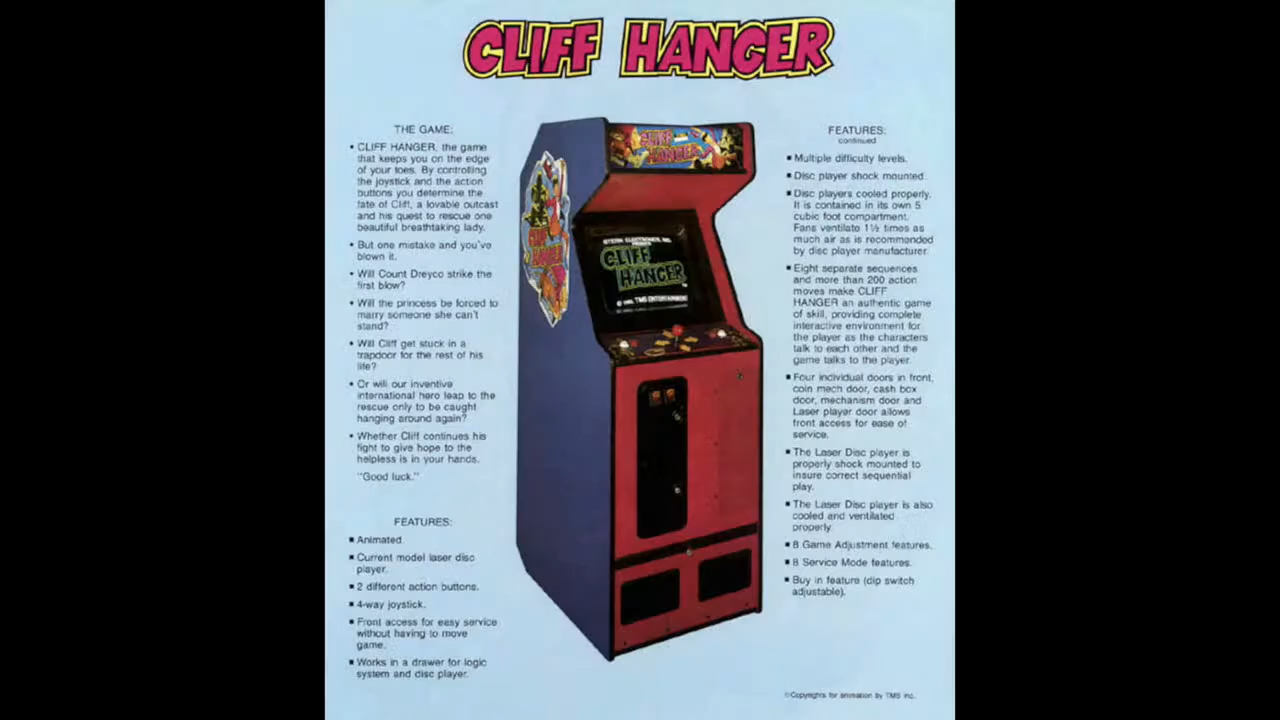 CLIFF HANGER
THE GAME:
• CLIFF HANGER, the game
that keeps you on the edge
of your toes. By controlling
the joystick and the action
buttons you determine the
fate of Cliff, a lovable outcast
and his quest to rescue one
beautiful breathtaking lady.
• But one mistake and you've
blown it.
• Will Count Dreyco strike the
first blow?
• Will the princess be forced to
marry someone she can't
stand?
• Will Cliff get stuck in a
trapdoor for the rest of his
life?
• Or will our inventive
international hero leap to the
rescue only to be caught
hanging around again?
• Whether Cliff continues his
fight to give hope to the
helpless is in your hands.
"Good luck."
FEATURES:
■ Animated
■ Current model laser disc
player.
■ 2 different action buttons.
■ 4-way joystick.
■ Front access for easy service
without having to move
game.
■ Works in a drawer for logic
system and disc player.
CLIFF
HANGER
CLIFF
HANGER
STERN ELECTRONICS, INC.
PRESENTS
CLIFF
HANGER
© 1983, TMS ENTERTAINMENT
FEATURES:
continued
■ Multiple difficulty levels.
■ Disc player shock mounted.
■ Disc players cooled properly.
It is contained in its own 5
cubic foot compartment.
Fans ventilate 1½ times as
much air as is recommended
by disc player manufacturer.
■ Eight separate sequences
and more than 200 action
moves make CLIFF
HANGER an authentic game
of skill, providing complete
interactive environment for
the player as the characters
talk to each other and the
game talks to the player.
■ Four individual doors in front,
coin mech door, cash box
door, mechanism door and
Laser player door allows
front access for ease of
service.
■ The Laser Disc player is
properly shock mounted to
insure correct sequential
play.
■ The Laser Disc player is also
cooled and ventilated
properly.
■ 8 Game Adjustment features.
■ 8 Service Mode features.
■ Buy in feature (dip switch
adjustable).
©Copyrights for animation by TMS Inc.